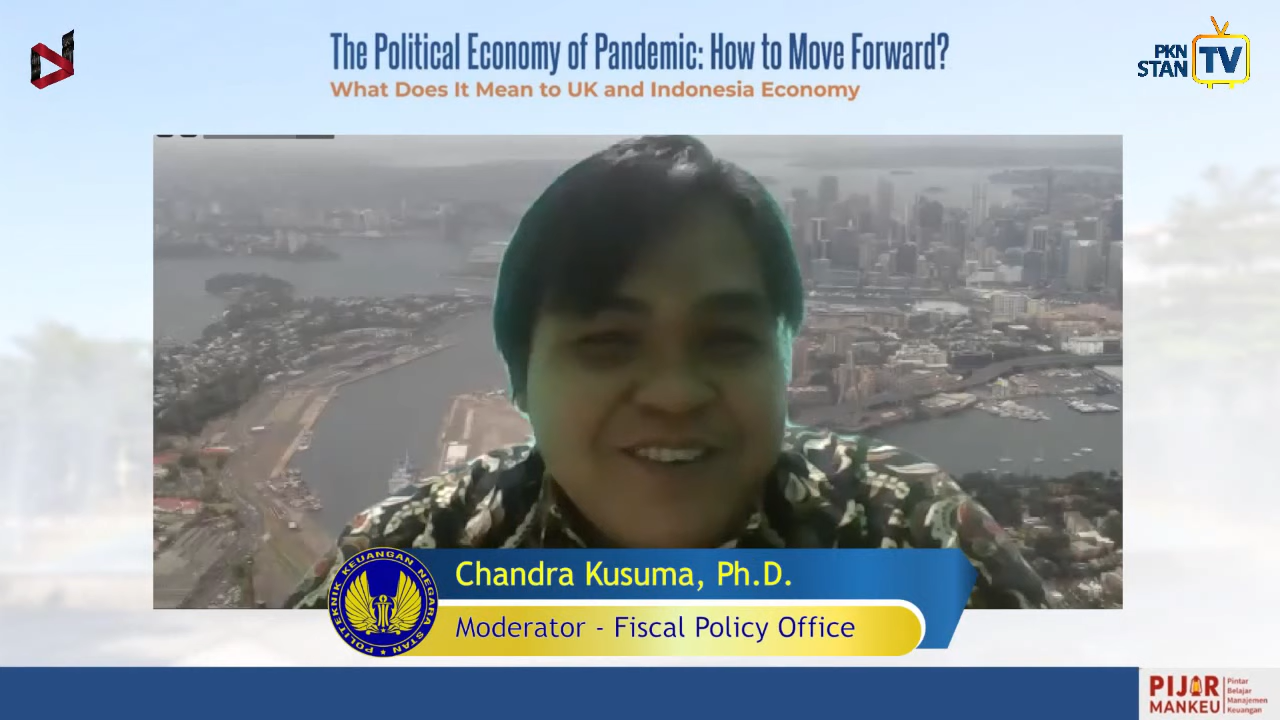 The Political Economy of Pandemic: How to Move Forward?
What Does It Mean to UK and Indonesia Economy
PKN
STAN TV
Chandra Kusuma, Ph.D.
Moderator - Fiscal Policy Office
POLITEKNIK KEUANGAN NEGARA STAN
PIJAR
MANKEU
Pintar
Belajar
Manajemen
Keuangan